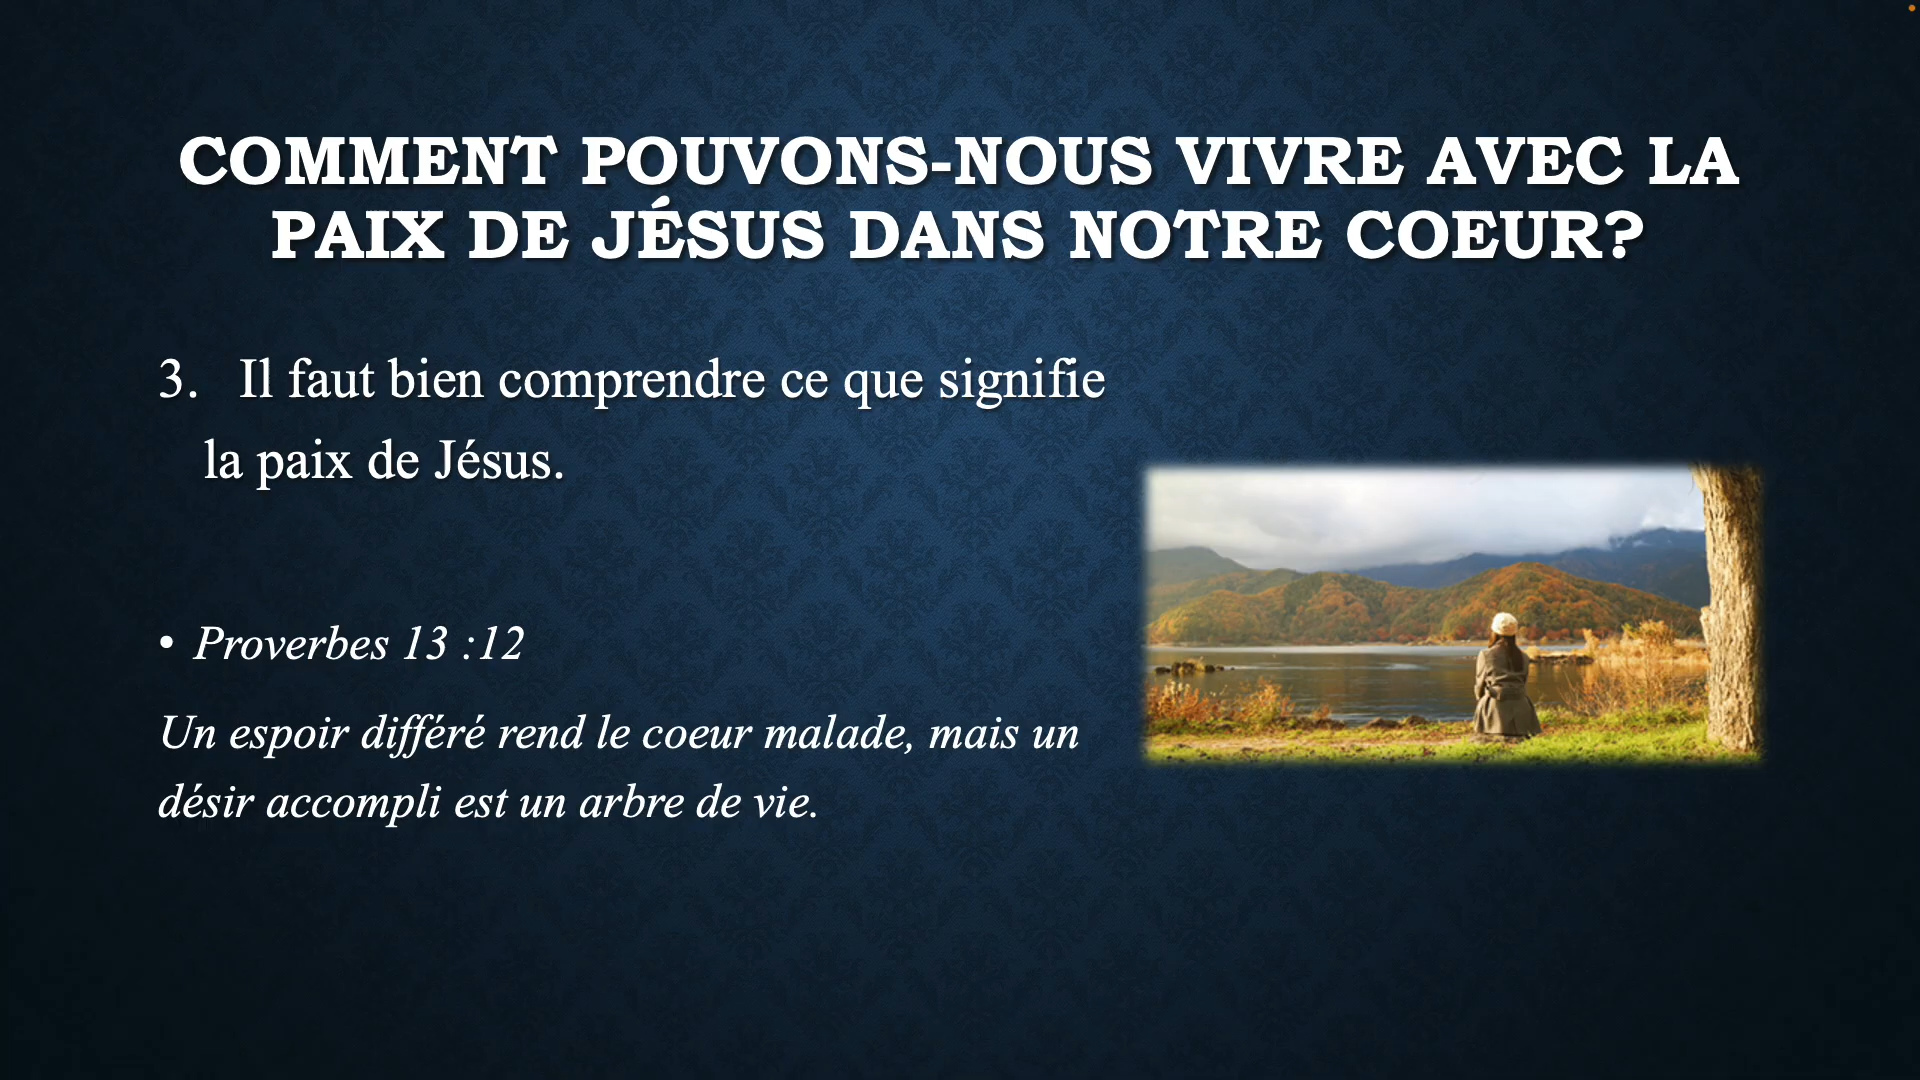 COMMENT POUVONS-NOUS VIVRE AVEC LA
PAIX DE JÉSUS DANS NOTRE COEUR?
3. Il faut bien comprendre ce que signifie
la paix de Jésus.
• Proverbes 13 :12
Un espoir différé rend le coeur malade, mais un
désir accompli est un arbre de vie.